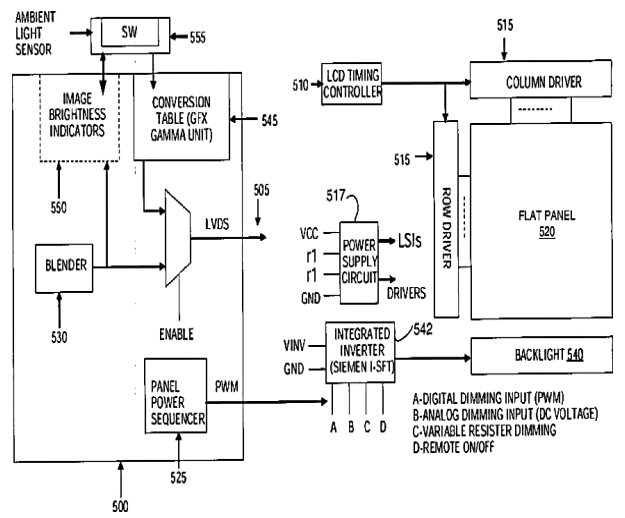 AMBIENT
LIGHT
SENSOR
SW
555
IMAGE
BRIGHTNESS
INDICATORS
CONVERSION
TABLE (GFX
GAMMA UNIT)
545
550
505
LVDS
BLENDER
530
ENABLE
PANEL
POWER
SEQUENCER
PWM
525
500
515
510
LCD TIMING
CONTROLLER
COLUMN DRIVER
515
ROW DRIVER
FLAT PANEL
520
517
VCC
r1
r1
GND
POWER
SUPPLY
CIRCUIT
LSIs
DRIVERS
542
VINV
GND
INTEGRATED
INVERTER
(SIEMEN I-SFT)
BACKLIGHT 540
A B C D
A-DIGITAL DIMMING INPUT (PWM)
B-ANALOG DIMMING INPUT (DC VOLTAGE)
C-VARIABLE RESISTER DIMMING
D-REMOTE ON/OFF